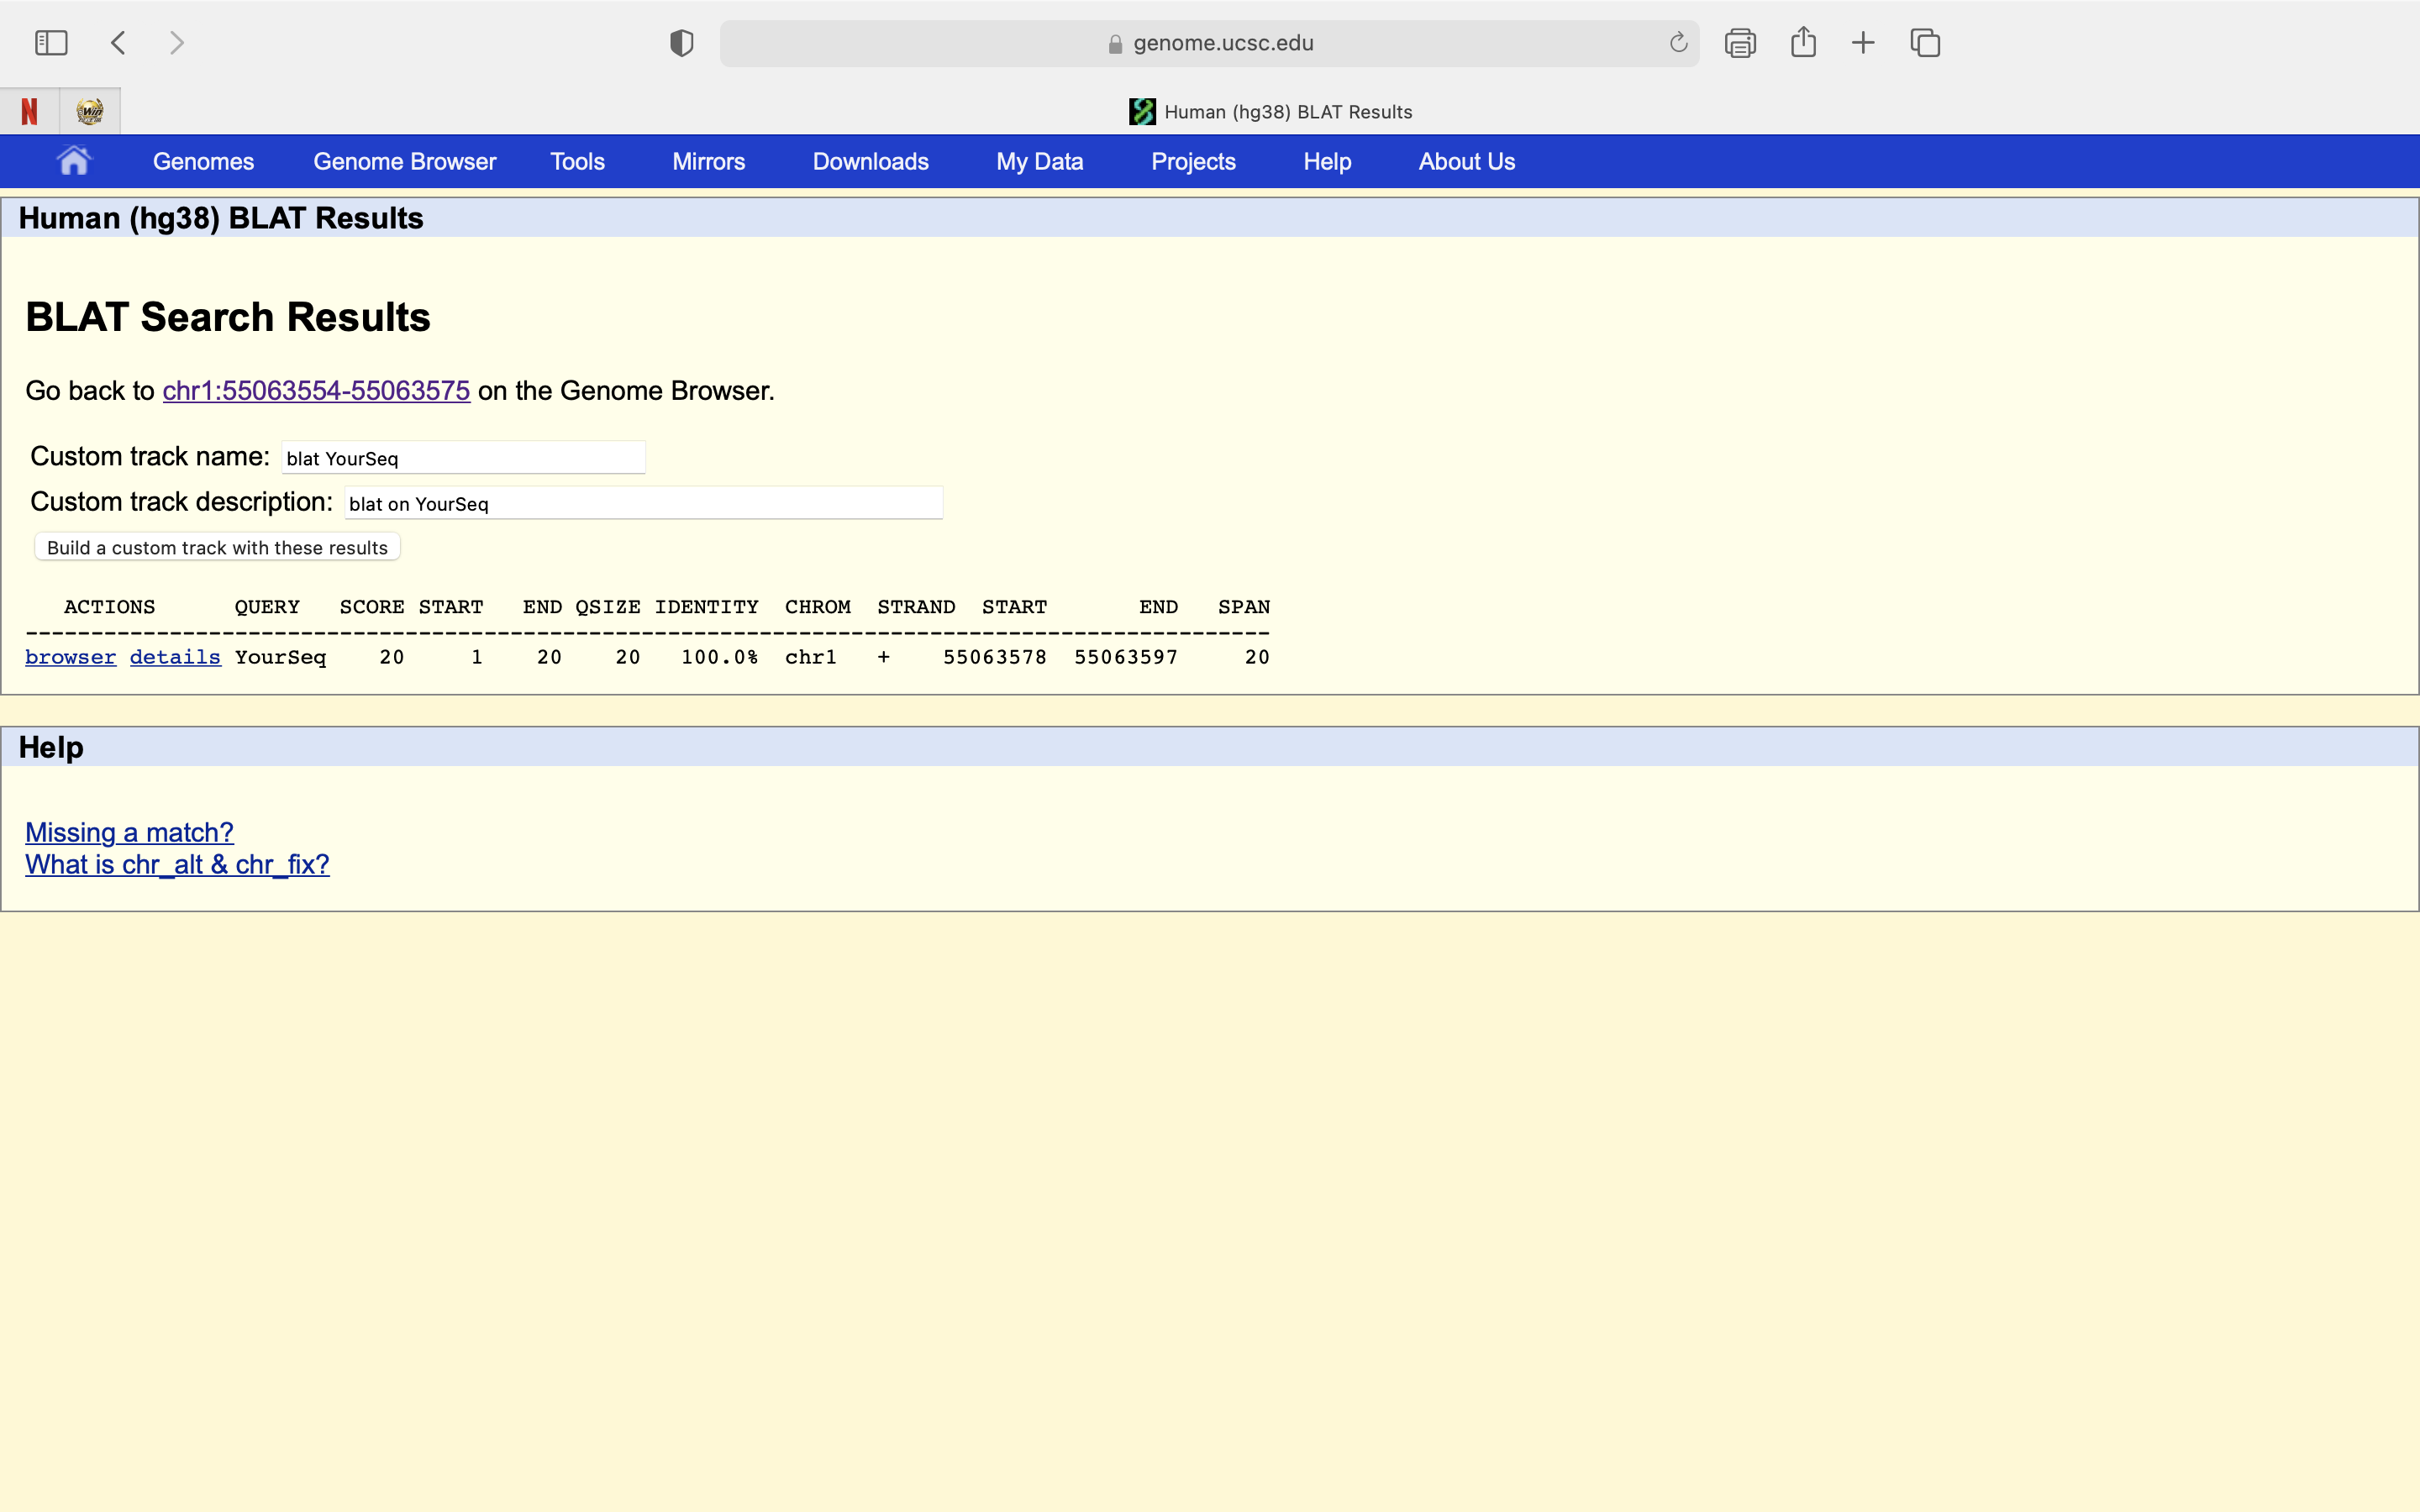 genome.ucsc.edu
N
Win
Human (hg38) BLAT Results
Genomes Genome Browser Tools Mirrors Downloads My Data Projects Help About Us
Human (hg38) BLAT Results
BLAT Search Results
Go back to chr1:55063554-55063575 on the Genome Browser.
Custom track name: blat YourSeq
Custom track description: blat on YourSeq
Build a custom track with these results
ACTIONS QUERY SCORE START END QSIZE IDENTITY CHROM STRAND START END SPAN
-----------------------------------------------------------------------------------------------
browser details YourSeq 20 1 20 20 100.0% chr1 + 55063578 55063597 20
Help
Missing a match?
What is chr_alt & chr_fix?